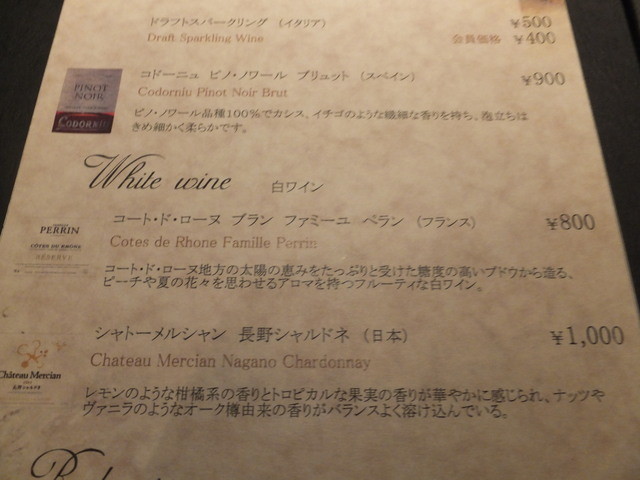 ドラフトスパークリング (イタリア) ¥500
Draft Sparkling Wine 会員価格 ¥400
コドーニュ ピノ・ノワール ブリュット (スペイン) ¥900
Codorniu Pinot Noir Brut
PINOT
NOIR
CODORNIU
ピノ・ノワール品種100%でカシス、イチゴのような繊細な香りを持ち、泡立ちは
きめ細かく柔らかです。
White wine 白ワイン
コート・ド・ローヌ ブラン ファミーユ ペラン (フランス) ¥800
Cotes de Rhone Famille Perrin
PERRIN
CÔTES DU RHÔNE
RÉSERVE
コート・ド・ローヌ地方の太陽の恵みをたっぷりと受けた糖度の高いブドウから造る、
ピーチや夏の花々を思わせるアロマを持つフルーティな白ワイン。
シャトーメルシャン 長野シャルドネ (日本) ¥1,000
Chateau Mercian Nagano Chardonnay
Château Mercian
レモンのような柑橘系の香りとトロピカルな果実の香りが華やかに感じられ、ナッツや
ヴァニラのようなオーク樽由来の香りがバランスよく溶け込んでいる。